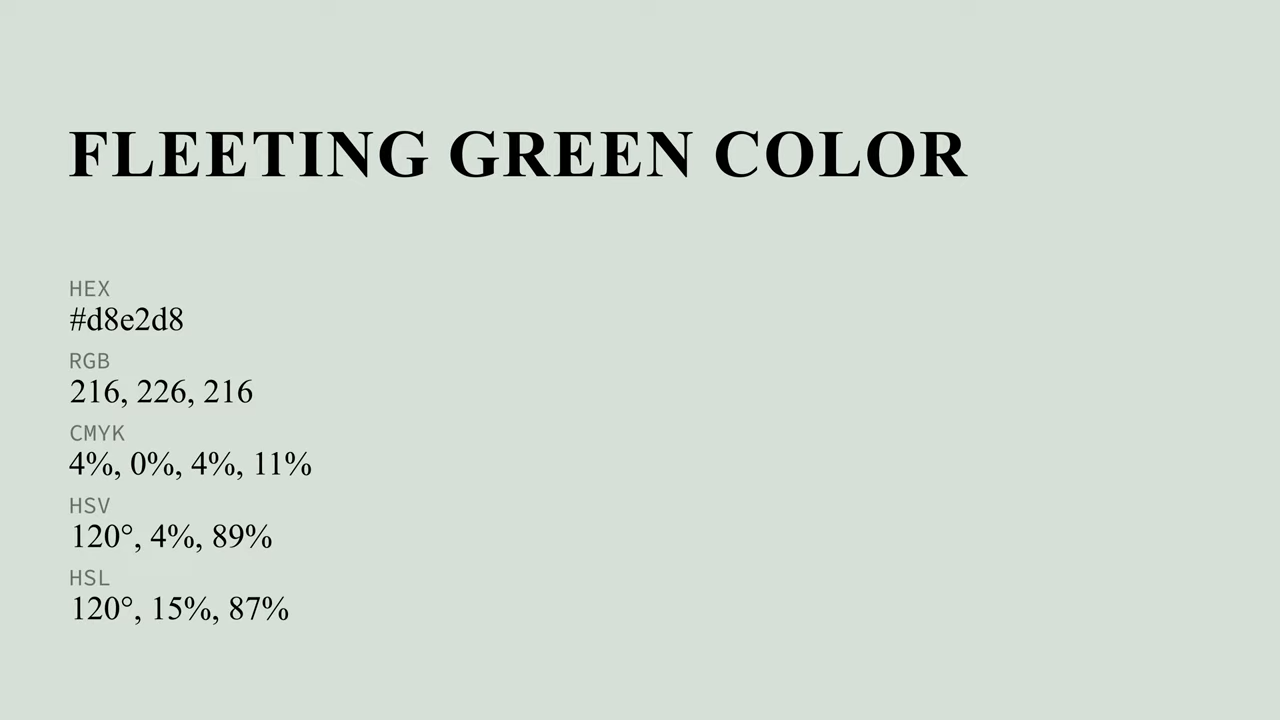 FLEETING GREEN COLOR
HEX
#d8e2d8
RGB
216, 226, 216
CMYK
4%, 0%, 4%, 11%
HSV
120°, 4%, 89%
HSL
120°, 15%, 87%